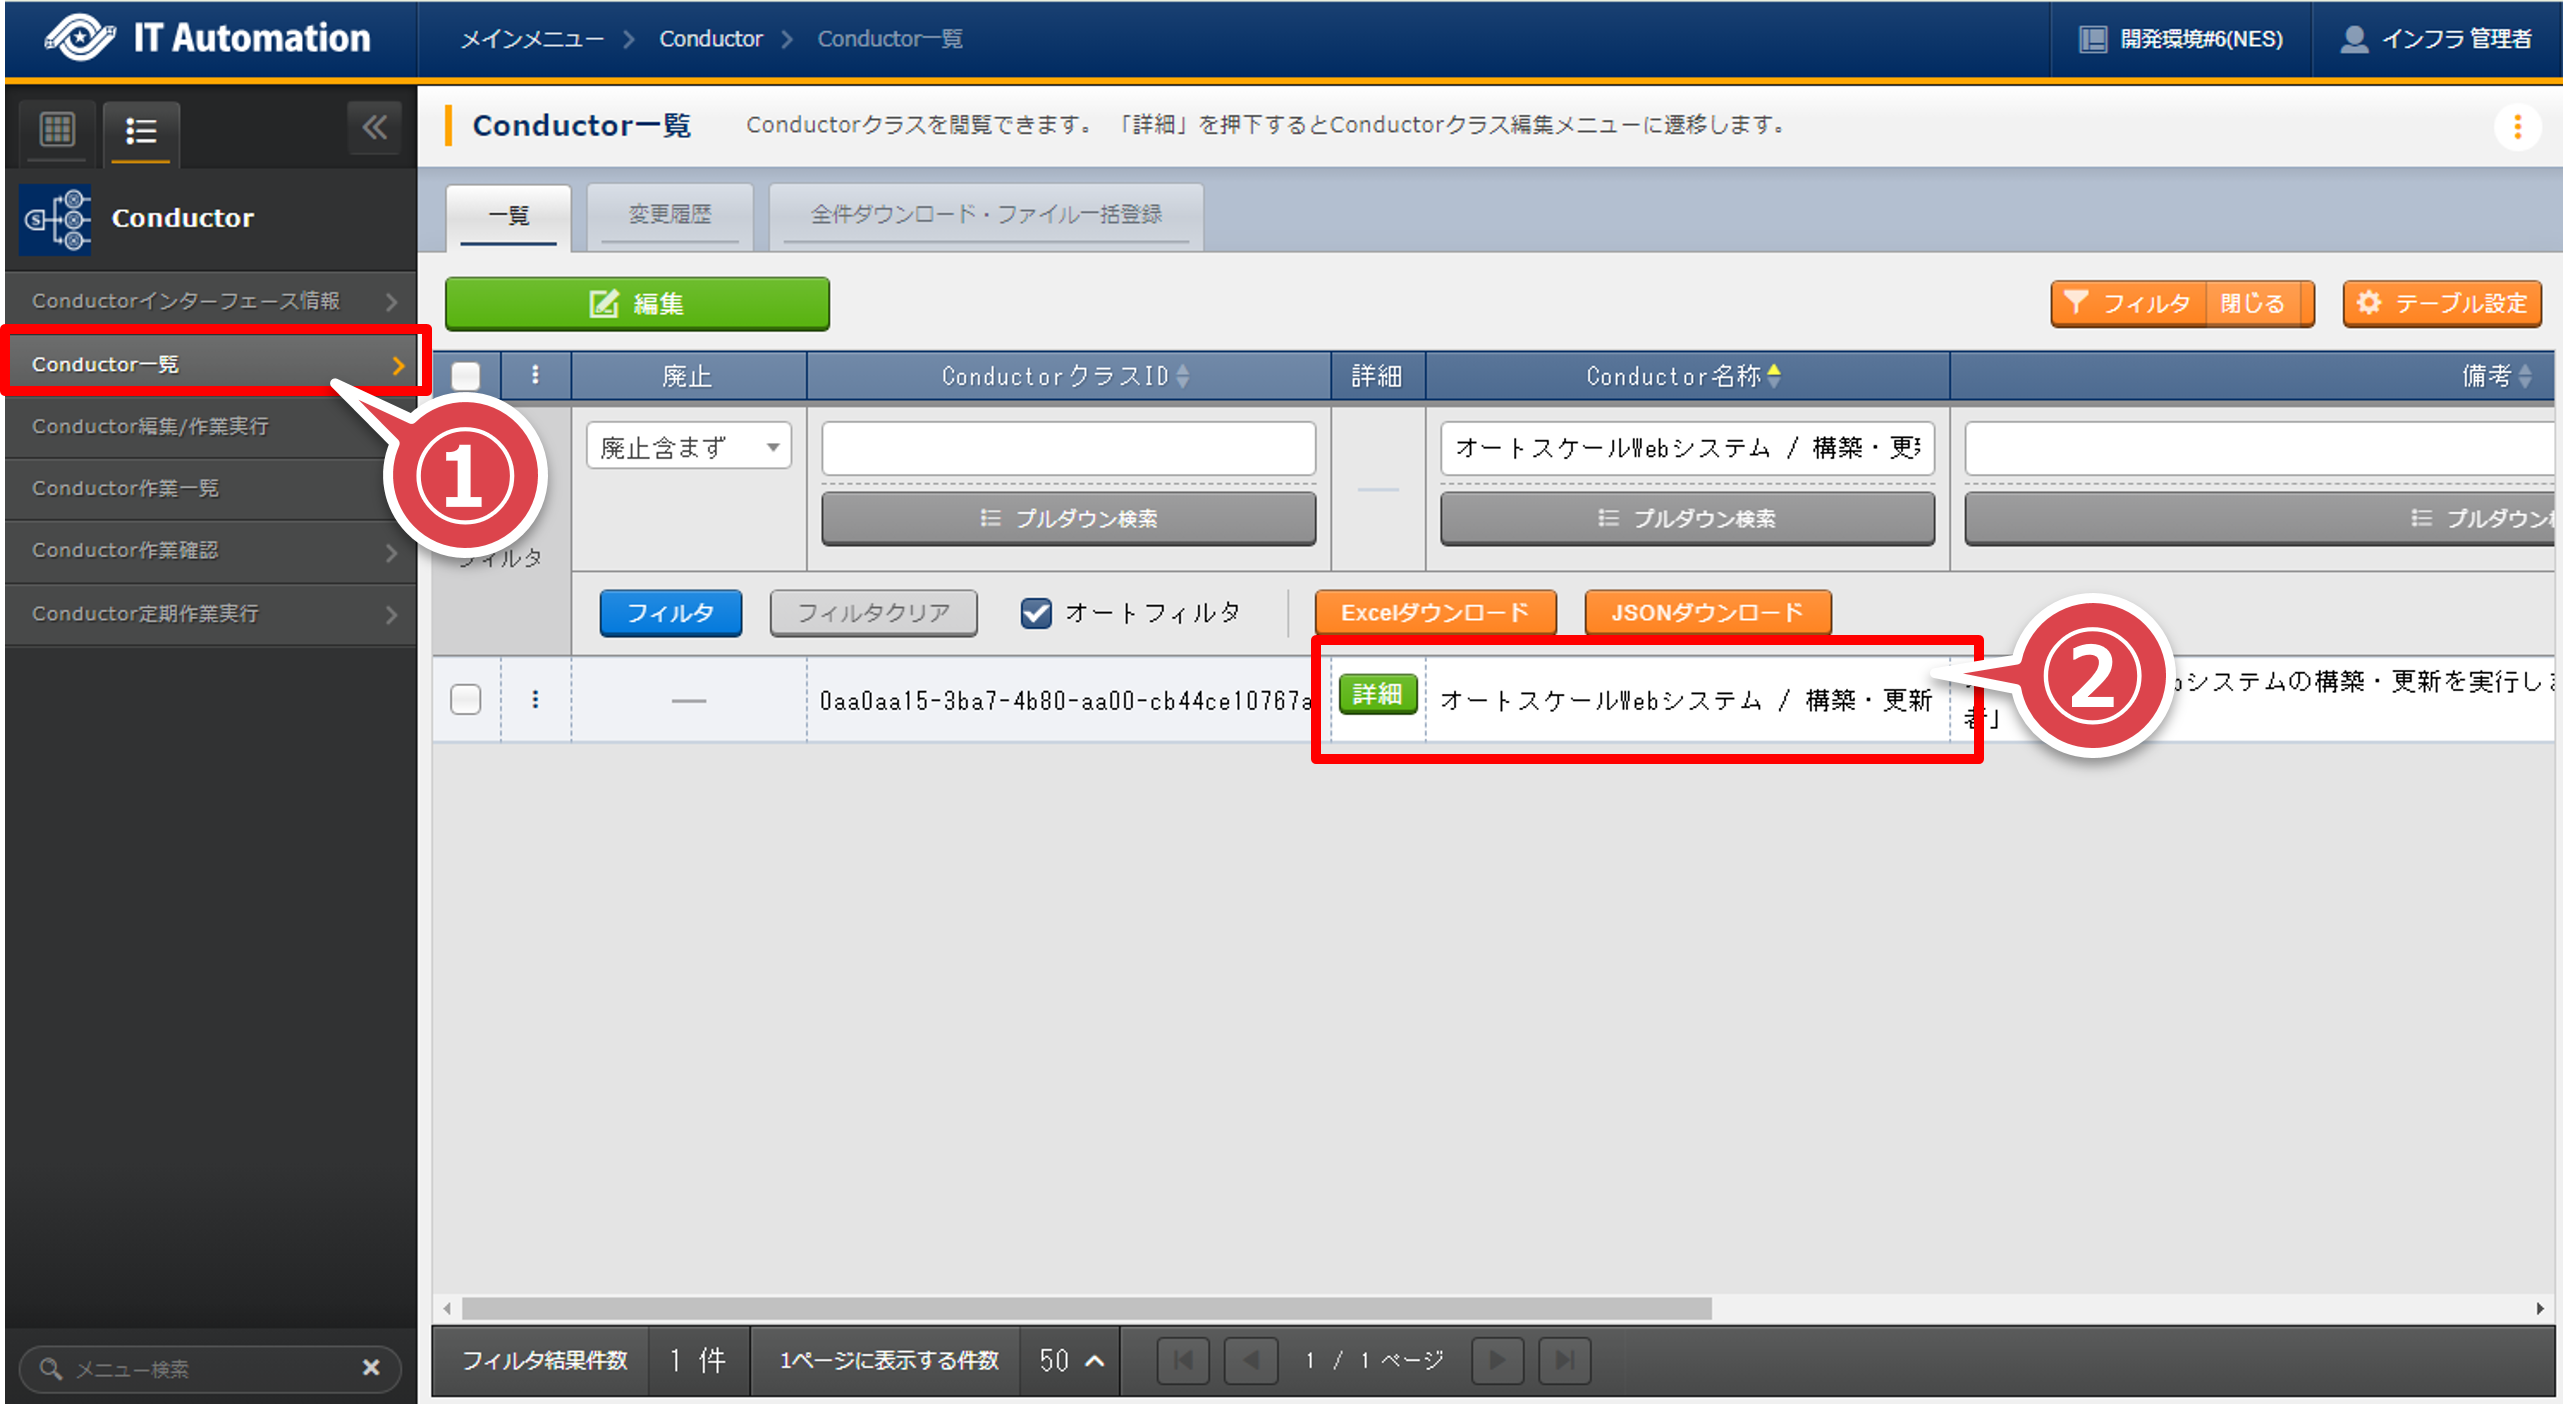 IT Automation
メインメニュー
Conductor
Conductor一覧
開発環境#6(NES)
インフラ 管理者
Conductor一覧
Conductorクラスを閲覧できます。 「詳細」を押下するとConductorクラス編集メニューに遷移します。
Conductor
一覧
変更履歴
全件ダウンロード・ファイル一括登録
Conductorインターフェース情報
Conductor一覧
Conductor編集/作業実行
Conductor作業一覧
Conductor作業確認
Conductor定期作業実行
編集
フィルタ
閉じる
テーブル設定
廃止
ConductorクラスID
詳細
Conductor名称
備考
フィルタ
廃止含まず
オートスケールWebシステム / 構築・更
プルダウン検索
プルダウン検索
プルダウン
フィルタ
フィルタクリア
オートフィルタ
Excelダウンロード
JSONダウンロード
①
②
—
0aa0aa15-3ba7-4b80-aa00-cb44ce10767a
詳細
オートスケールWebシステム / 構築・更新
bシステムの構築・更新を実行し
者」
メニュー検索
フィルタ結果件数
1 件
1ページに表示する件数
50
1 / 1 ページ